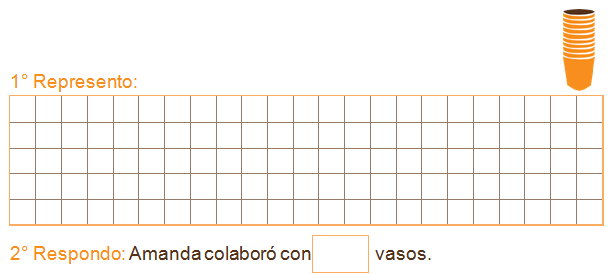 1° Represento:
2° Respondo: Amanda colaboró con vasos.